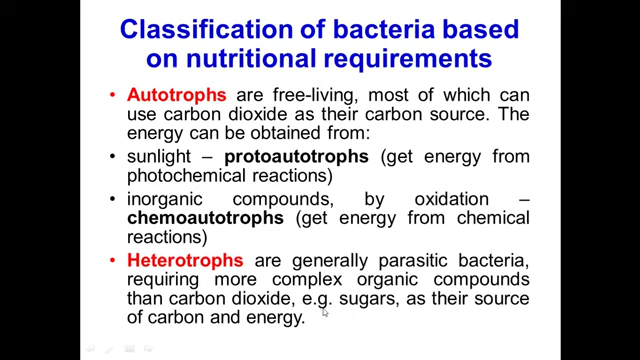 Classification of bacteria based
on nutritional requirements
• Autotrophs are free-living, most of which can
use carbon dioxide as their carbon source. The
energy can be obtained from:
• sunlight – protoautotrophs (get energy from
photochemical reactions)
• inorganic compounds, by oxidation –
chemoautotrophs (get energy from chemical
reactions)
• Heterotrophs are generally parasitic bacteria,
requiring more complex organic compounds
than carbon dioxide, e.g. sugars, as their source
of carbon and energy.